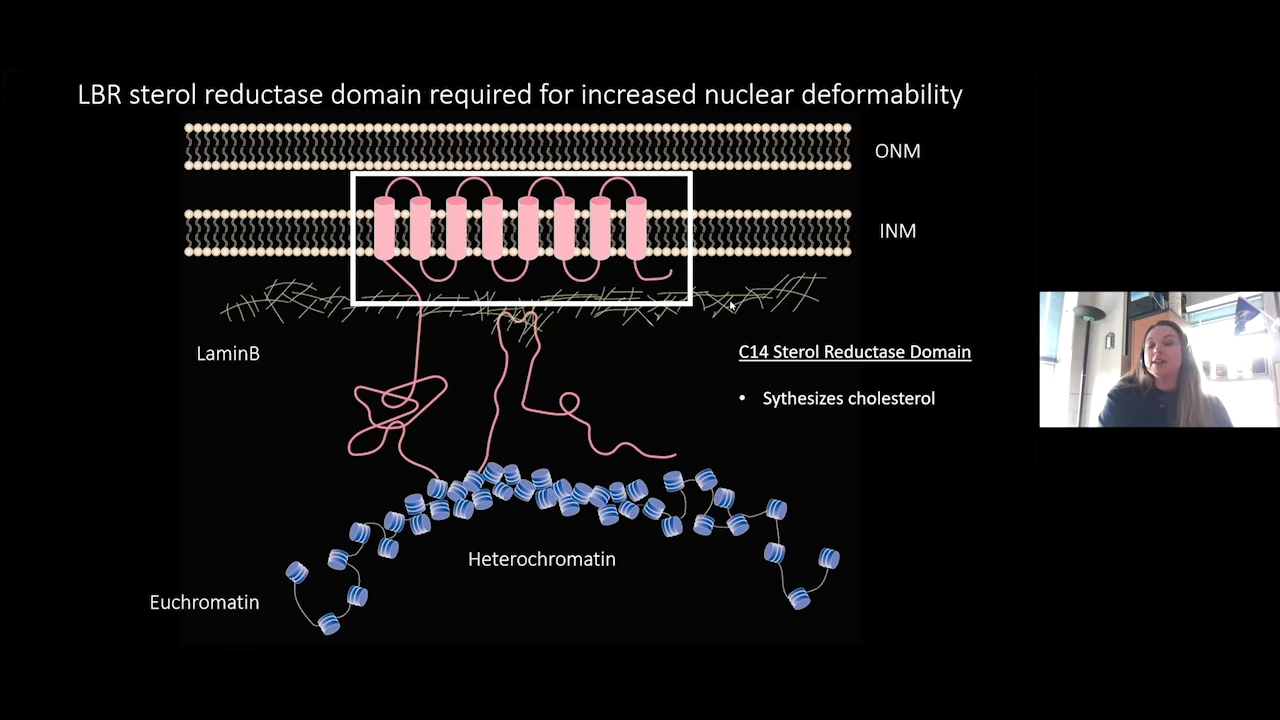 LBR sterol reductase domain required for increased nuclear deformability
ONM
INM
LaminB
C14 Sterol Reductase Domain
• Sythesizes cholesterol
Heterochromatin
Euchromatin